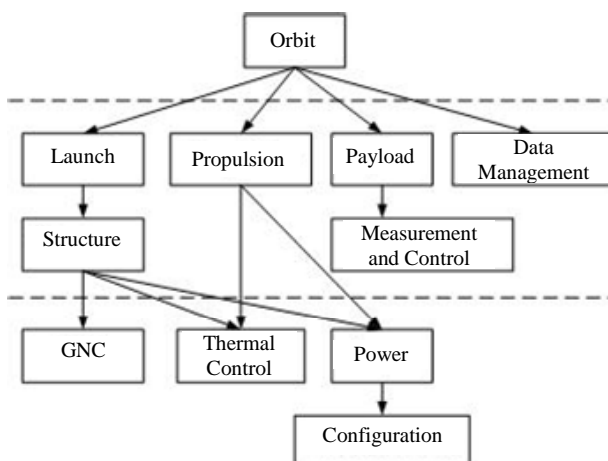 Orbit
Launch
Propulsion
Payload
Data
Management
Structure
Measurement
and Control
GNC
Thermal
Control
Power
Configuration